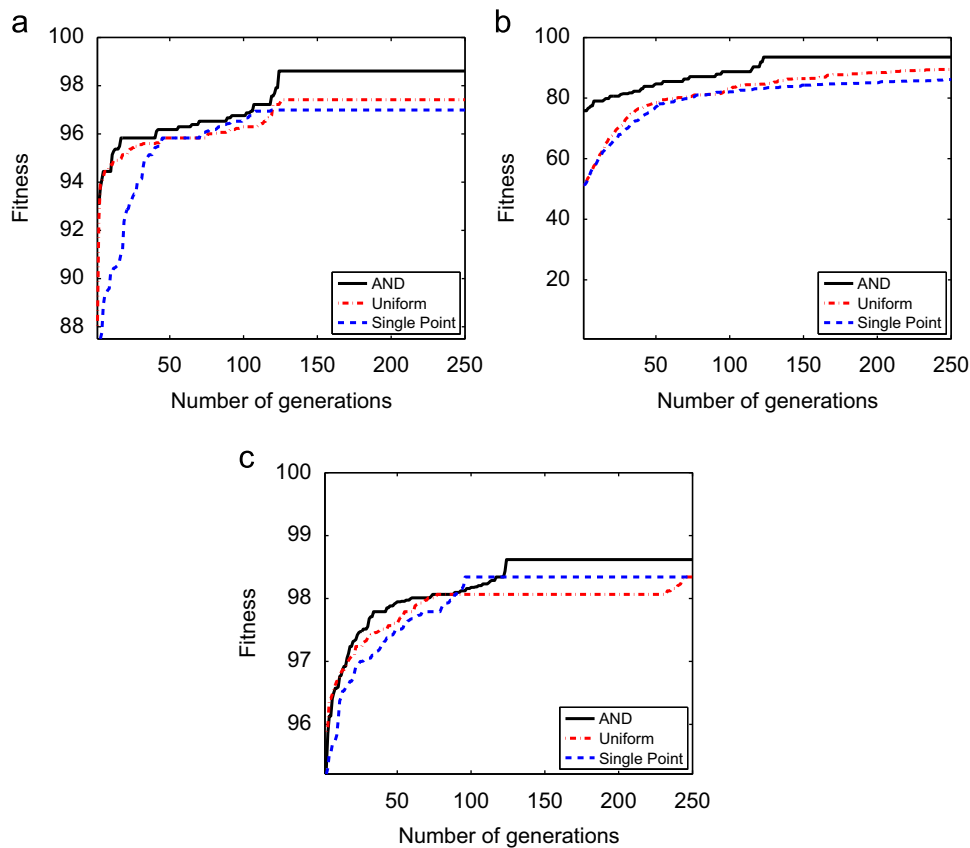 a
100
98
96
94
92
90
88
Fitness
50 100 150 200 250
Number of generations
AND
Uniform
Single Point
b
100
80
60
40
20
Fitness
50 100 150 200 250
Number of generations
AND
Uniform
Single Point
c
100
99
98
97
96
Fitness
50 100 150 200 250
Number of generations
AND
Uniform
Single Point